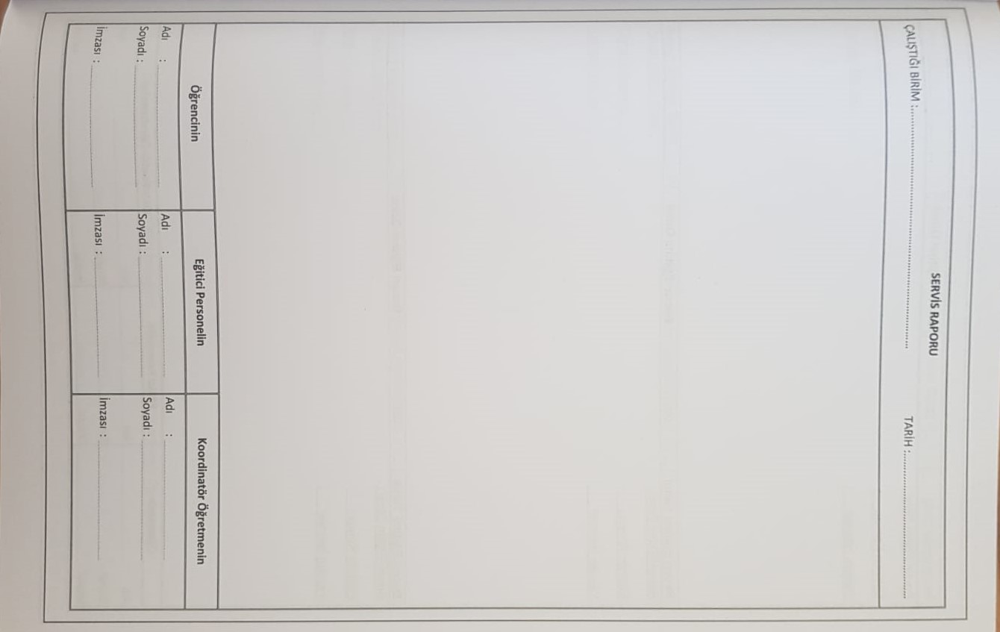 SERVİS RAPORU
ÇALIŞTIĞI BİRİM :.......................................................................... TARİH :.............................................
Öğrencinin Eğitici Personelin Koordinatör Öğretmenin
Adı : Adı : Adı :
Soyadı : Soyadı : Soyadı :
İmzası : İmzası : İmzası :